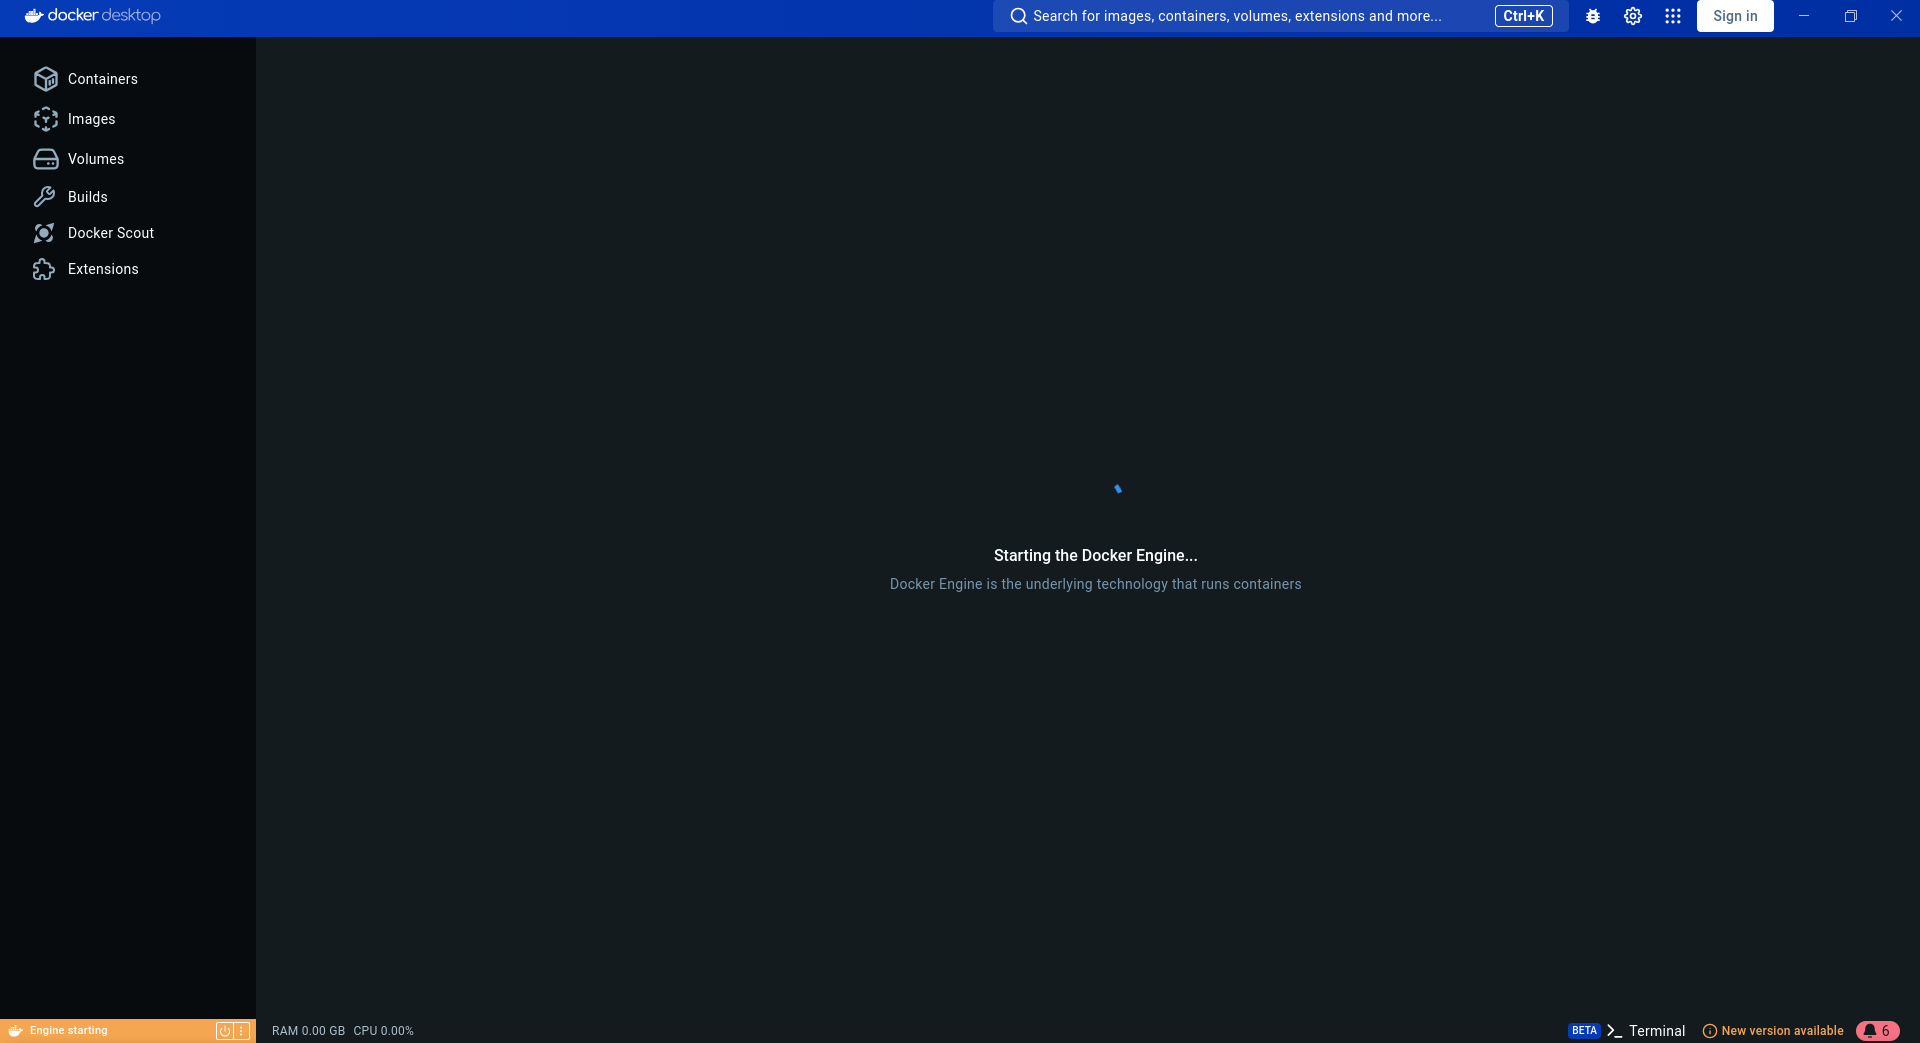 docker desktop
Search for images, containers, volumes, extensions and more...
Ctrl+K
Sign in
Containers
Images
Volumes
Builds
Docker Scout
Extensions
Starting the Docker Engine...
Docker Engine is the underlying technology that runs containers
Engine starting
RAM 0.00 GB CPU 0.00%
BETA
Terminal
New version available
6